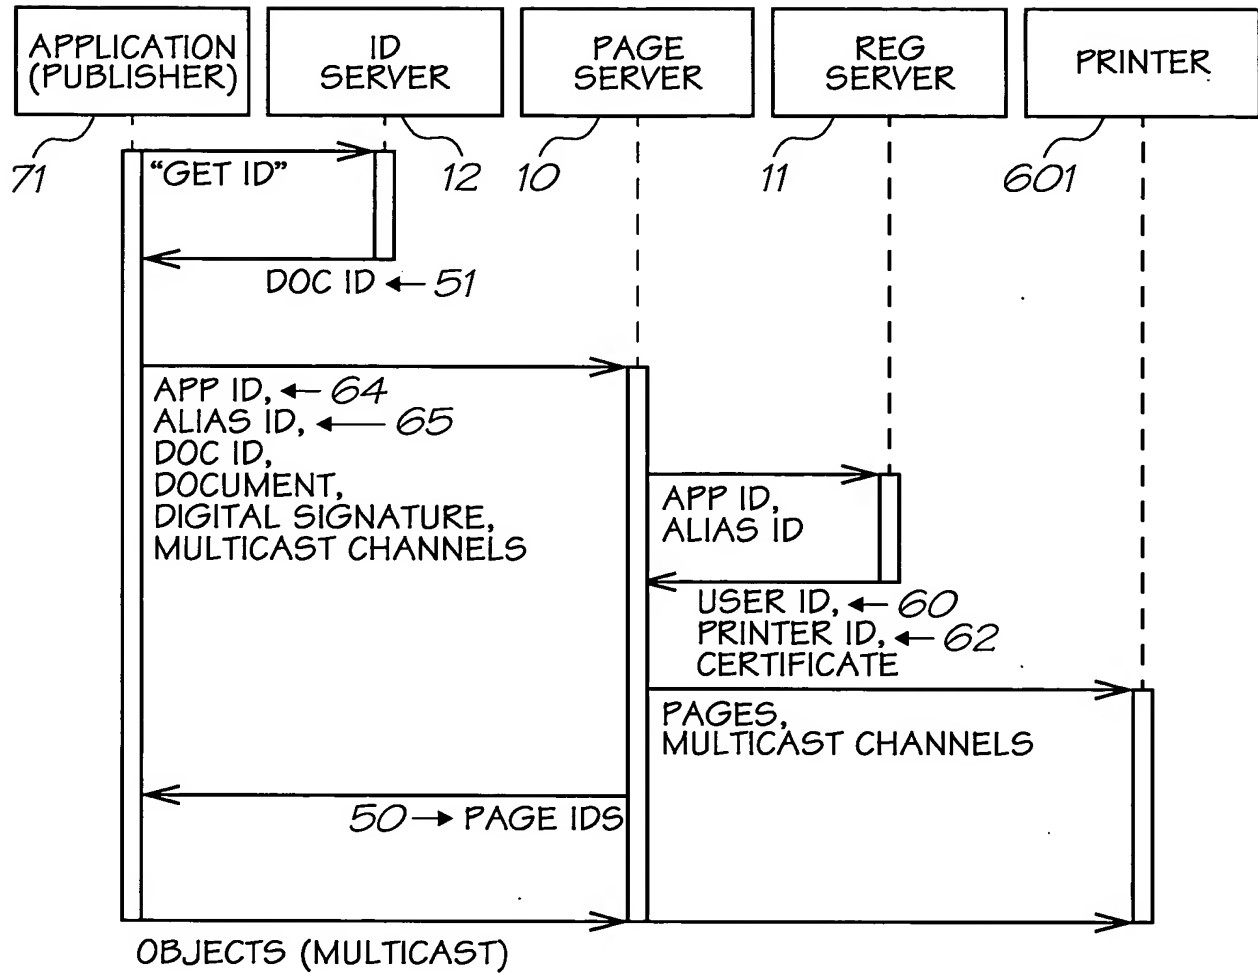 APPLICATION
(PUBLISHER)
ID
SERVER
PAGE
SERVER
REG
SERVER
PRINTER
71
12
10
11
601
“GET ID”
DOC ID ← 51
APP ID, ← 64
ALIAS ID, ← 65
DOC ID,
DOCUMENT,
DIGITAL SIGNATURE,
MULTICAST CHANNELS
APP ID,
ALIAS ID
USER ID, ← 60
PRINTER ID, ← 62
CERTIFICATE
PAGES,
MULTICAST CHANNELS
50 → PAGE IDS
OBJECTS (MULTICAST)